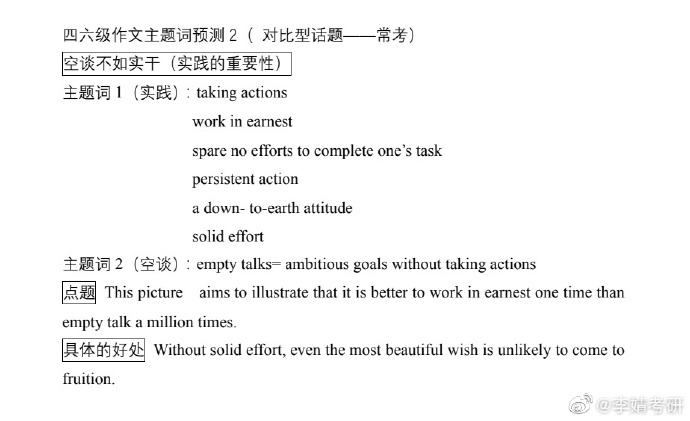 四六级作文主题词预测 2（ 对比型话题——常考）
空谈不如实干（实践的重要性）
主题词 1（实践）：taking actions
work in earnest
spare no efforts to complete one's task
persistent action
a down- to-earth attitude
solid effort
主题词 2（空谈）：empty talks= ambitious goals without taking actions
点题 This picture aims to illustrate that it is better to work in earnest one time than
empty talk a million times.
具体的好处 Without solid effort, even the most beautiful wish is unlikely to come to
fruition.
@李婧考研